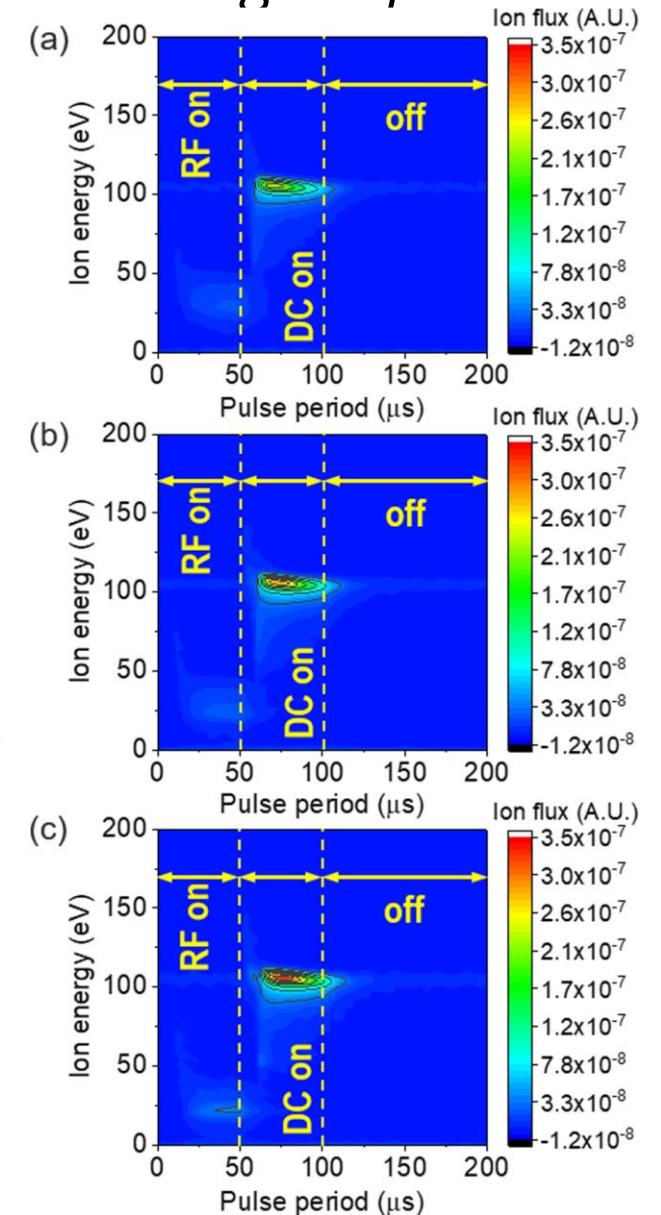 Ion flux (A.U.)
(a)
200
150
100
50
0
Ion energy (eV)
RF on
DC on
off
0 50 100 150 200
Pulse period (μs)
3.5x10⁻⁷
3.0x10⁻⁷
2.6x10⁻⁷
2.1x10⁻⁷
1.7x10⁻⁷
1.2x10⁻⁷
7.8x10⁻⁸
3.3x10⁻⁸
-1.2x10⁻⁸
Ion flux (A.U.)
(b)
200
150
100
50
0
Ion energy (eV)
RF on
DC on
off
0 50 100 150 200
Pulse period (μs)
3.5x10⁻⁷
3.0x10⁻⁷
2.6x10⁻⁷
2.1x10⁻⁷
1.7x10⁻⁷
1.2x10⁻⁷
7.8x10⁻⁸
3.3x10⁻⁸
-1.2x10⁻⁸
Ion flux (A.U.)
(c)
200
150
100
50
0
Ion energy (eV)
RF on
DC on
off
0 50 100 150 200
Pulse period (μs)
3.5x10⁻⁷
3.0x10⁻⁷
2.6x10⁻⁷
2.1x10⁻⁷
1.7x10⁻⁷
1.2x10⁻⁷
7.8x10⁻⁸
3.3x10⁻⁸
-1.2x10⁻⁸